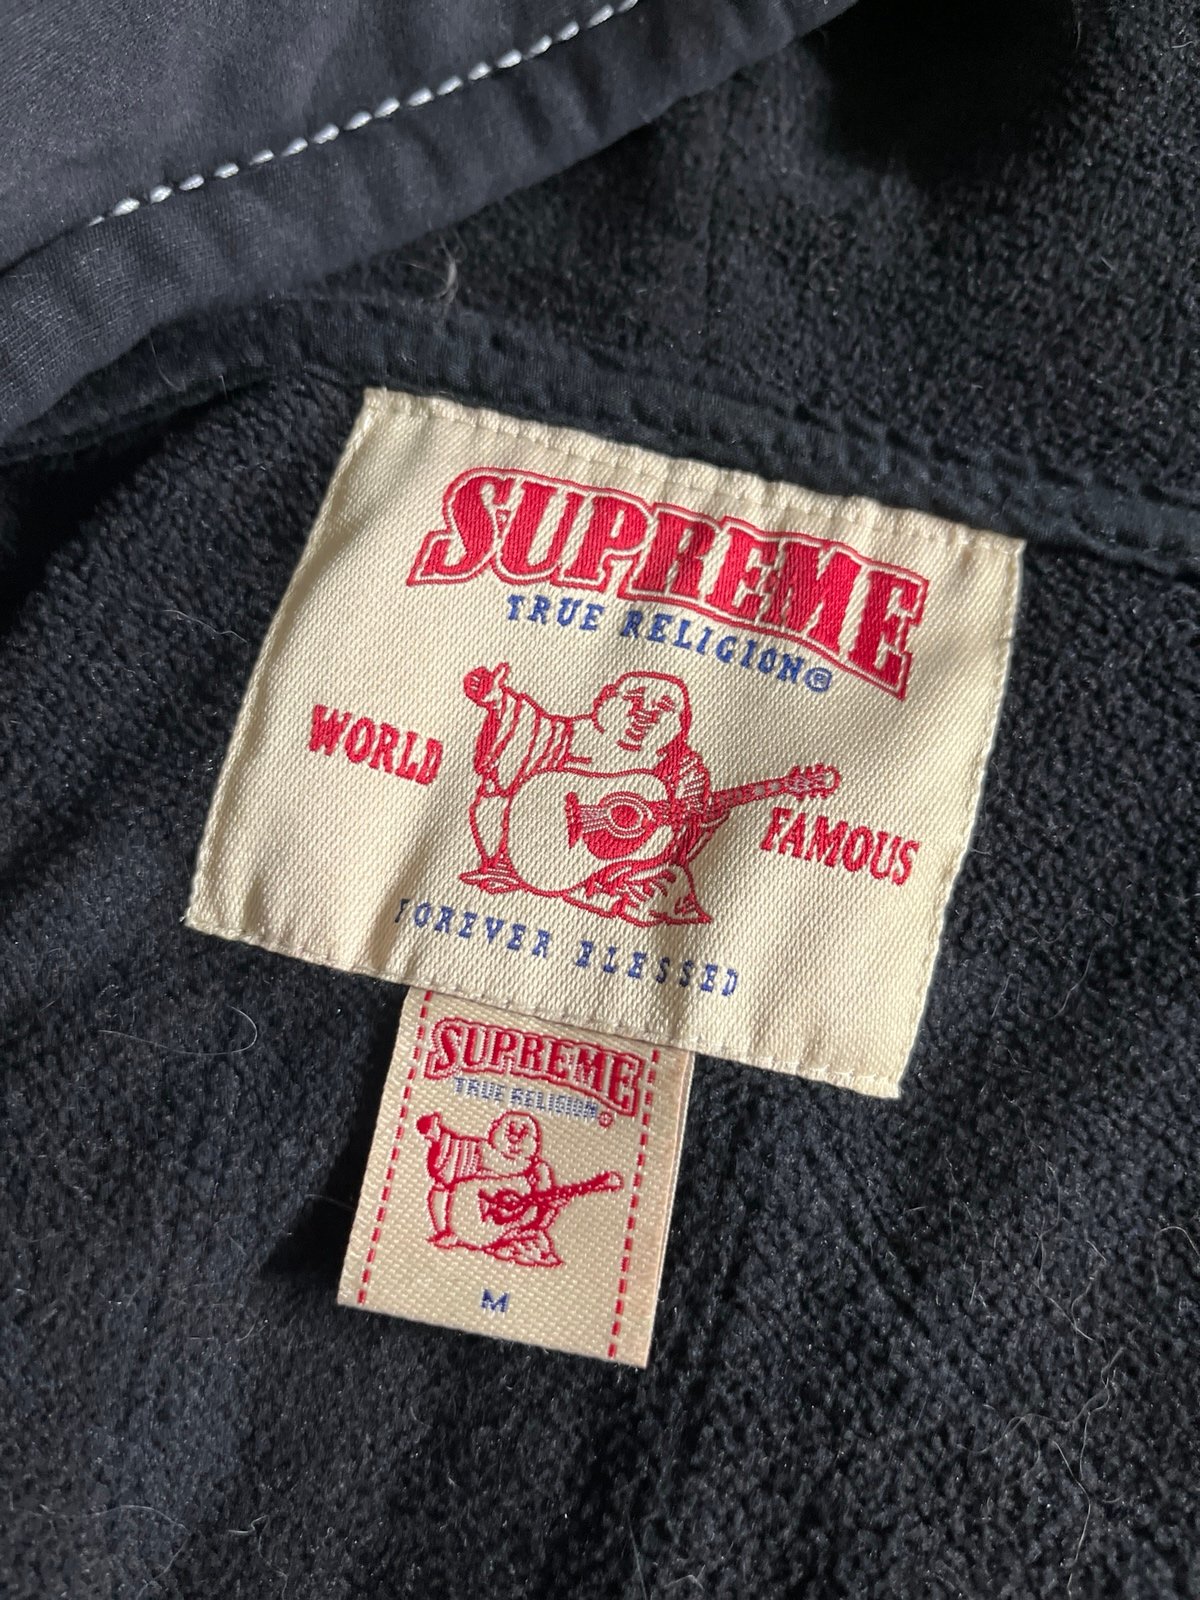 SUPREME
TRUE RELIGION®
WORLD FAMOUS
FOREVER BLESSED
SUPREME
TRUE RELIGION®
M